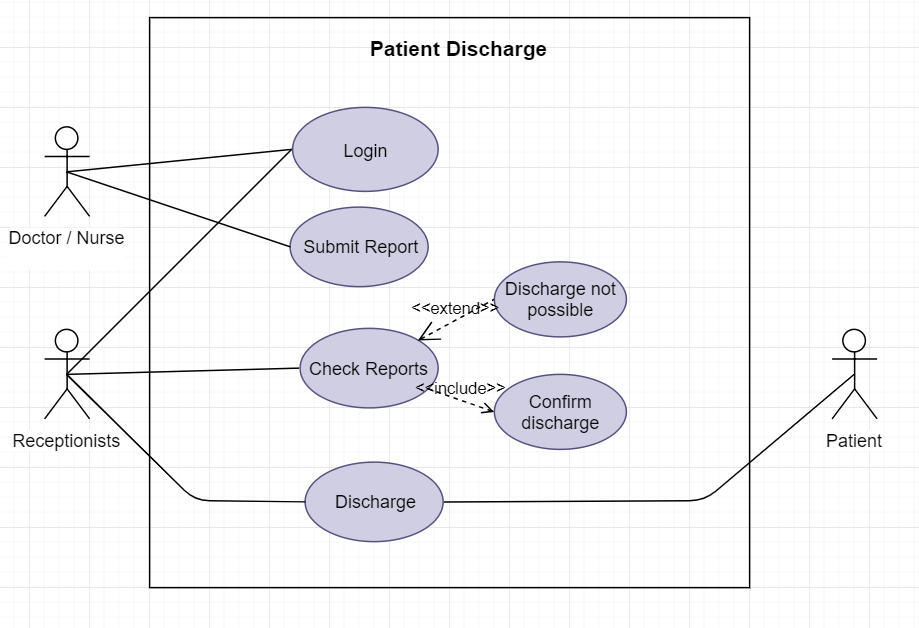 Patient Discharge
Login
Doctor / Nurse
Submit Report
Discharge not
possible
<<extend>>
Check Reports
<<include>>
Confirm
discharge
Receptionists
Patient
Discharge